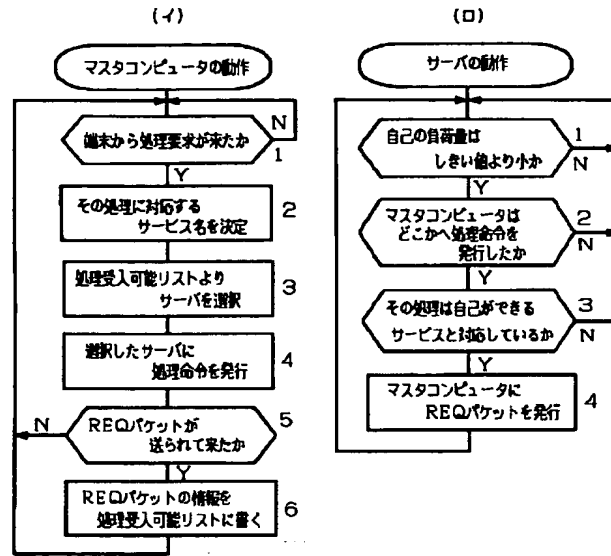 (イ)
マスタコンピュータの動作
N
端末から処理要求が来たか
1
Y
その処理に対応する
サービス名を決定
2
処理受入可能リストより
サーバを選択
3
選択したサーバに
処理命令を発行
4
REQパケットが
送られて来たか
5
N
Y
REQパケットの情報を
処理受入可能リストに書く
6
(ロ)
サーバの動作
自己の負荷量は
しきい値より小か
1
N
Y
マスタコンピュータは
どこかへ処理命令を
発行したか
2
N
Y
その処理は自己ができる
サービスと対応しているか
3
N
Y
マスタコンピュータに
REQパケットを発行
4